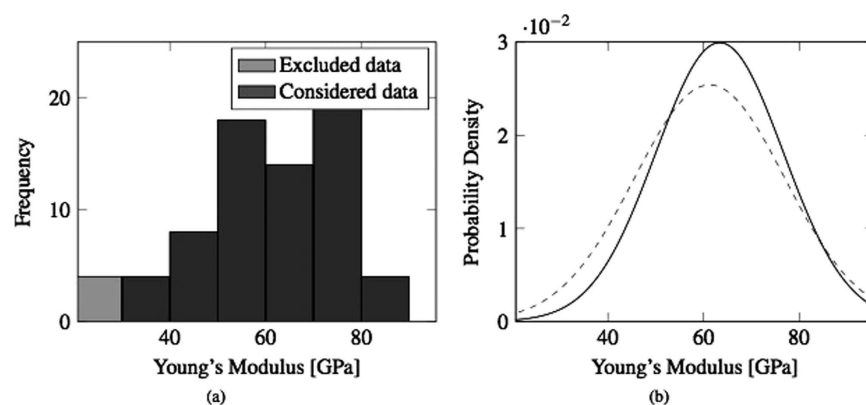 ·10⁻²
Excluded data
Considered data
20
10
0
Frequency
40
60
80
Young's Modulus [GPa]
(a)
3
2
1
0
Probability Density
40
60
80
Young's Modulus [GPa]
(b)